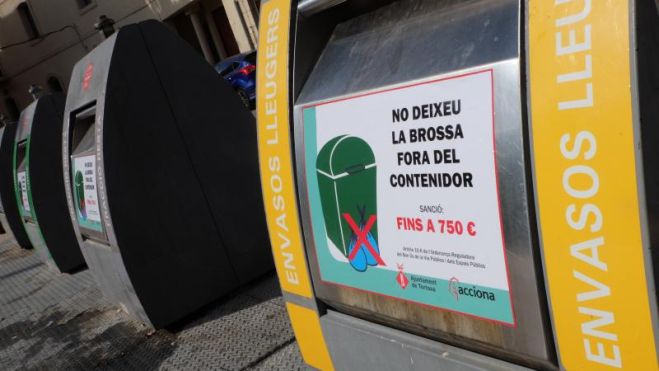 ENVASOS LLEUGERS
NO DEIXEU
LA BROSSA
FORA DEL
CONTENIDOR
SANCIÓ:
FINS A 750 €
Ajuntament
de Tortosa
acciona
ENVASOS LLEUG